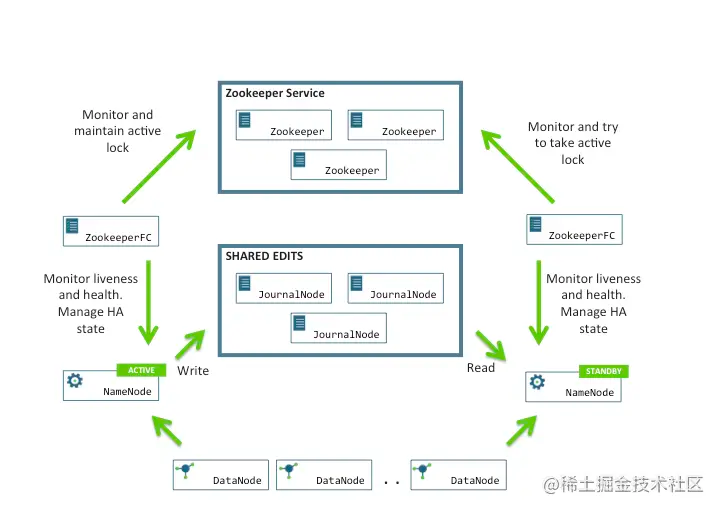 Zookeeper Service
Zookeeper
Zookeeper
Zookeeper
Monitor and
maintain active
lock
Monitor and try
to take active
lock
ZookeeperFC
ZookeeperFC
SHARED EDITS
JournalNode
JournalNode
JournalNode
Monitor liveness
and health.
Manage HA
state
Monitor liveness
and health.
Manage HA
state
ACTIVE
NameNode
Write
Read
STANDBY
NameNode
DataNode
DataNode
. .
DataNode
@稀土掘金技术社区